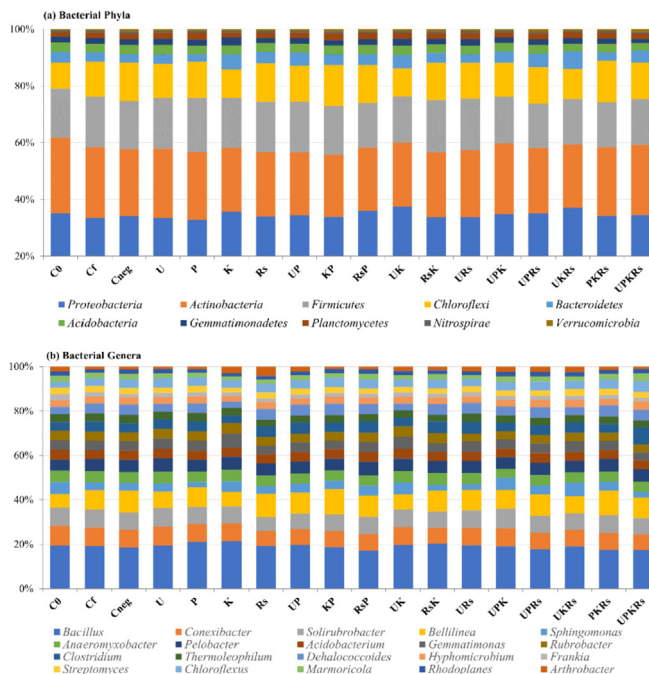 (a) Bacterial Phyla
100%
80%
60%
40%
20%
C0 Cf Cneg U P K Rs UP KP RsP UK RsK URs UPK UPRs UKRs PKRs UPKRs
Proteobacteria Actinobacteria Firmicutes Chloroflexi Bacteroidetes
Acidobacteria Gemmatimonadetes Planctomycetes Nitrospirae Verrucomicrobia
(b) Bacterial Genera
100%
80%
60%
40%
20%
0%
C0 Cf Cneg U P K Rs UP KP RsP UK RsK URs UPK UPRs UKRs PKRs UPKRs
Bacillus Conexibacter Solirubrobacter Bellilinea Sphingomonas
Anaeromyxobacter Pelobacter Acidobacterium Gemmatimonas Rubrobacter
Clostridium Thermoleophilum Dehalococcoides Hyphomicrobium Frankia
Streptomyces Chloroflexus Marmoricola Rhodoplanes Arthrobacter